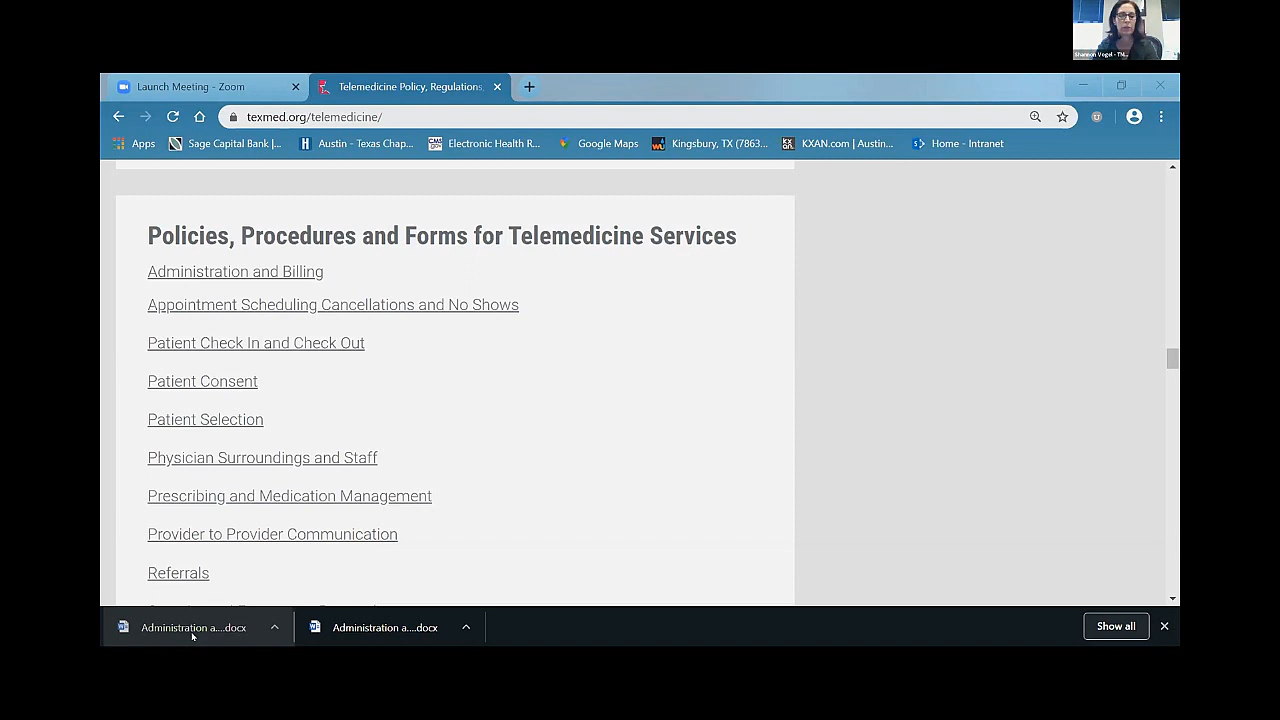 Shannon Vogel - TM...
Launch Meeting - Zoom
Telemedicine Policy, Regulations,
texmed.org/telemedicine/
Apps
Sage Capital Bank |...
Austin - Texas Chap...
Electronic Health R...
Google Maps
Kingsbury, TX (7863...
KXAN.com | Austin...
Home - Intranet
Policies, Procedures and Forms for Telemedicine Services
Administration and Billing
Appointment Scheduling Cancellations and No Shows
Patient Check In and Check Out
Patient Consent
Patient Selection
Physician Surroundings and Staff
Prescribing and Medication Management
Provider to Provider Communication
Referrals
Administration a....docx
Administration a....docx
Show all